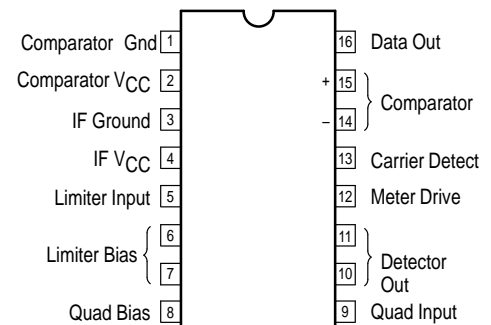 Comparator Gnd 1
16 Data Out
Comparator VCC 2
+ 15
Comparator
IF Ground 3
– 14
IF VCC 4
13 Carrier Detect
Limiter Input 5
12 Meter Drive
6
11
Limiter Bias
Detector
Out
7
10
Quad Bias 8
9 Quad Input